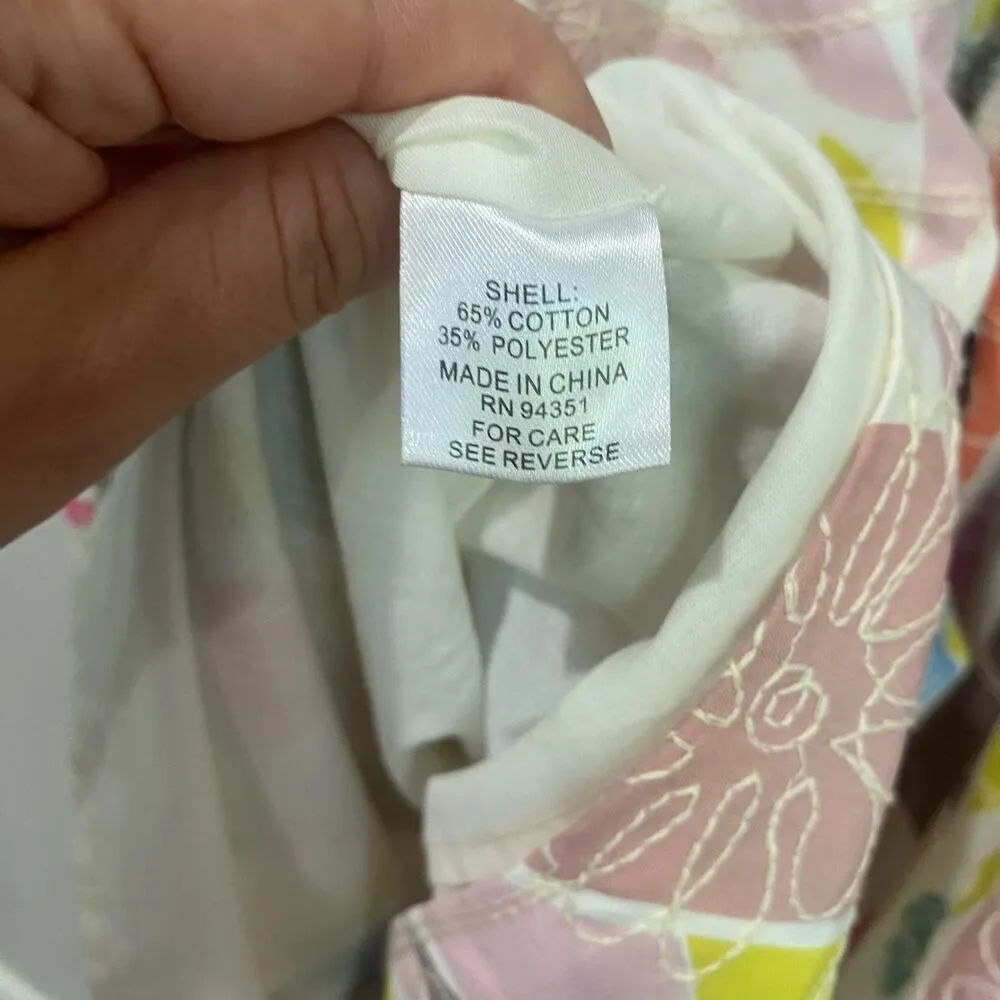 SHELL:
65% COTTON
35% POLYESTER
MADE IN CHINA
RN 94351
FOR CARE
SEE REVERSE